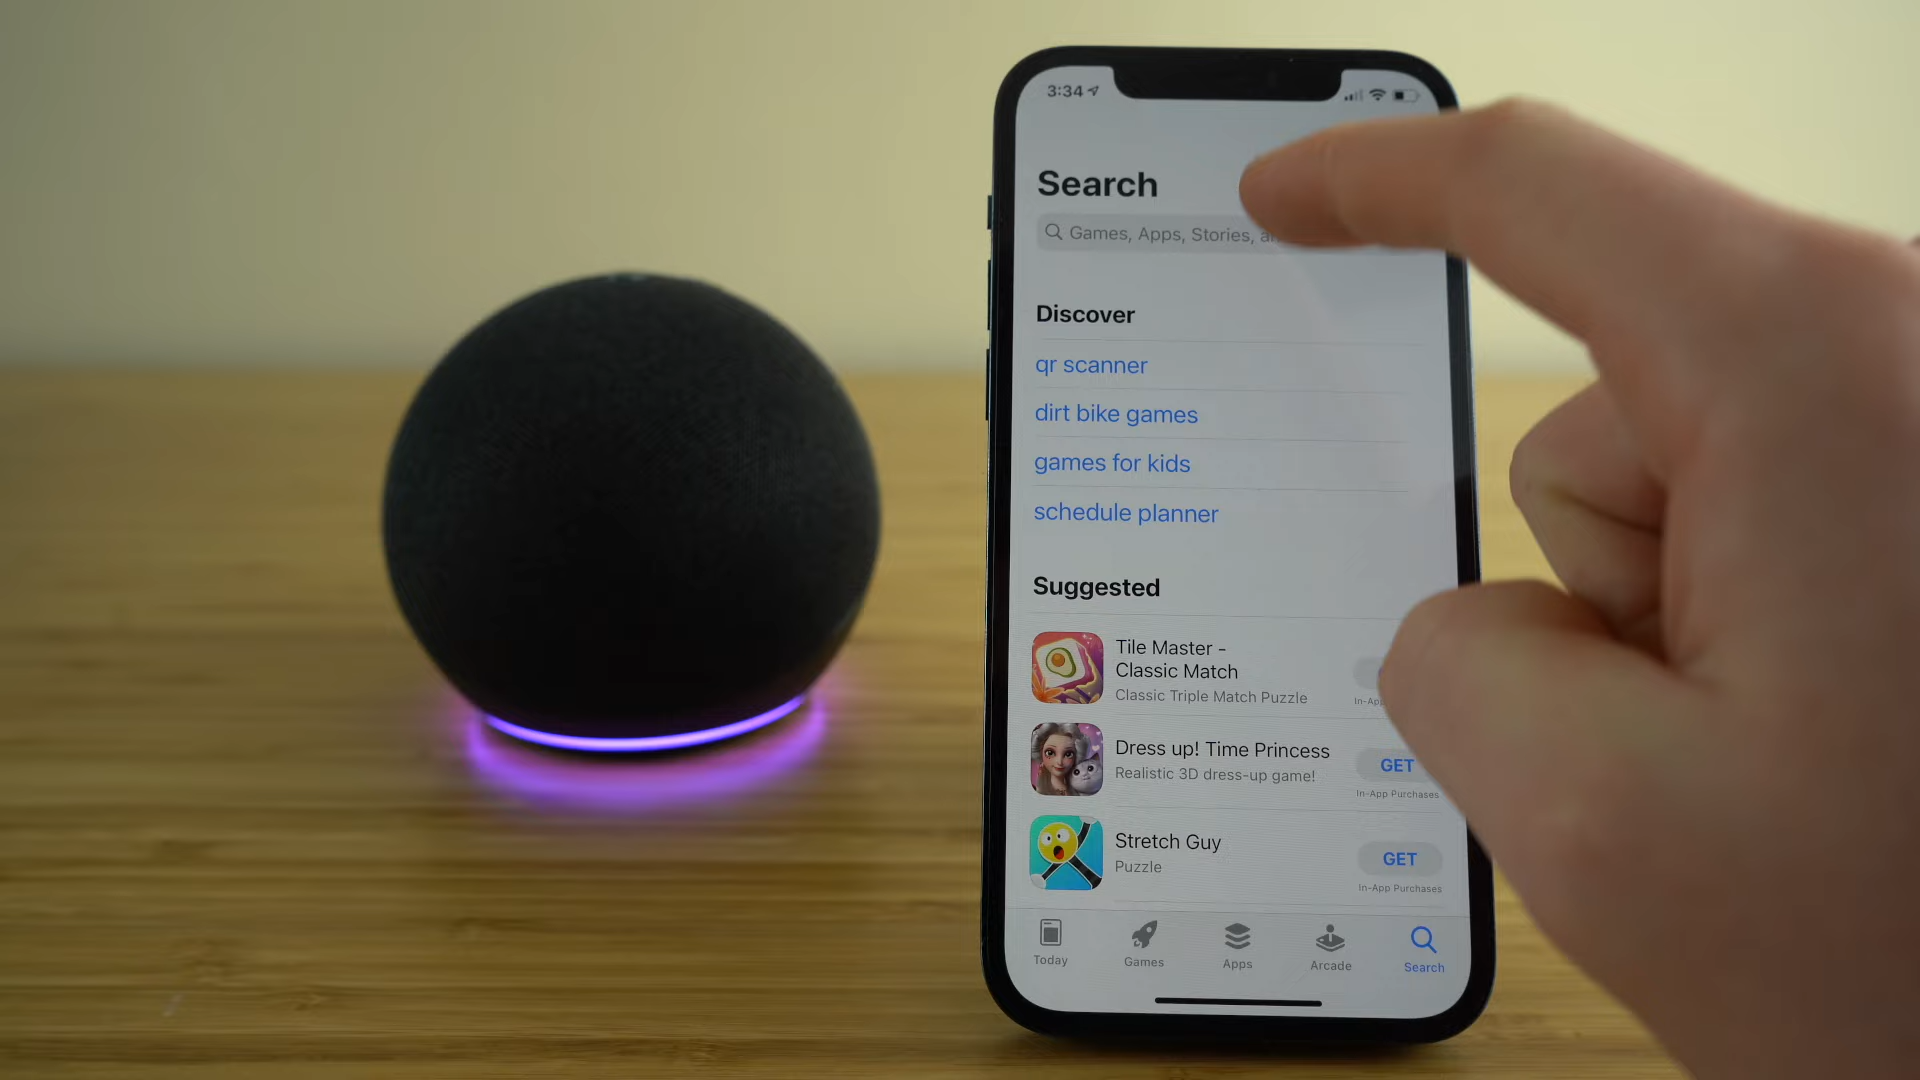 3:34
Search
Games, Apps, Stories,
Discover
qr scanner
dirt bike games
games for kids
schedule planner
Suggested
Tile Master -
Classic Match
Classic Triple Match Puzzle
Dress up! Time Princess
Realistic 3D dress-up game!
GET
In-App Purchases
Stretch Guy
Puzzle
GET
In-App Purchases
Today
Games
Apps
Arcade
Search